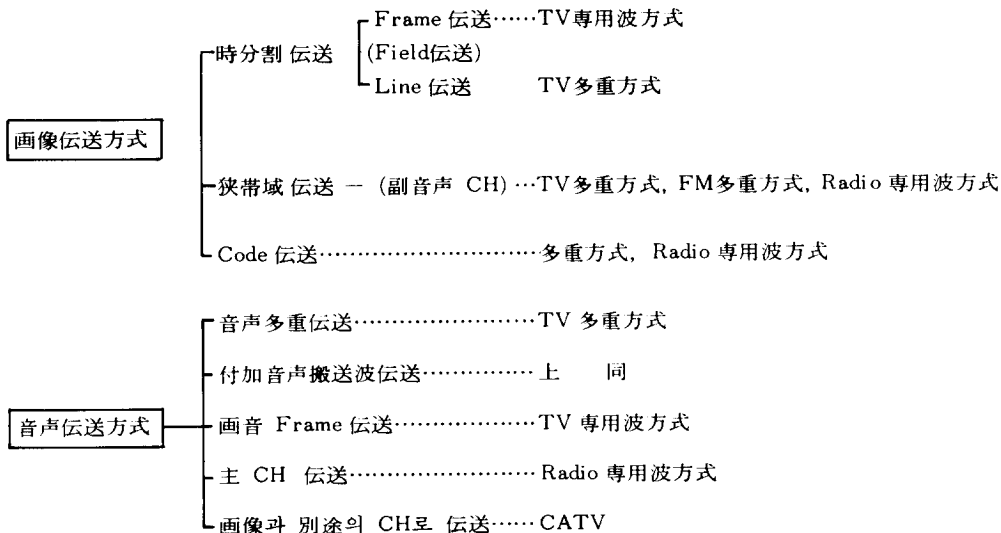 Frame 伝送……TV専用波方式
時分割 伝送 (Field伝送)
Line 伝送 TV多重方式
画像伝送方式
狭帯域 伝送 ― (副音声 CH)…TV多重方式, FM多重方式, Radio 専用波方式
Code 伝送…………………………多重方式, Radio 専用波方式
音声多重伝送……………………TV 多重方式
付加音声搬送波伝送……………上 同
音声伝送方式 画音 Frame 伝送………………TV 専用波方式
主 CH 伝送……………………Radio 専用波方式
画像과 別途의 CH로 伝送……CATV